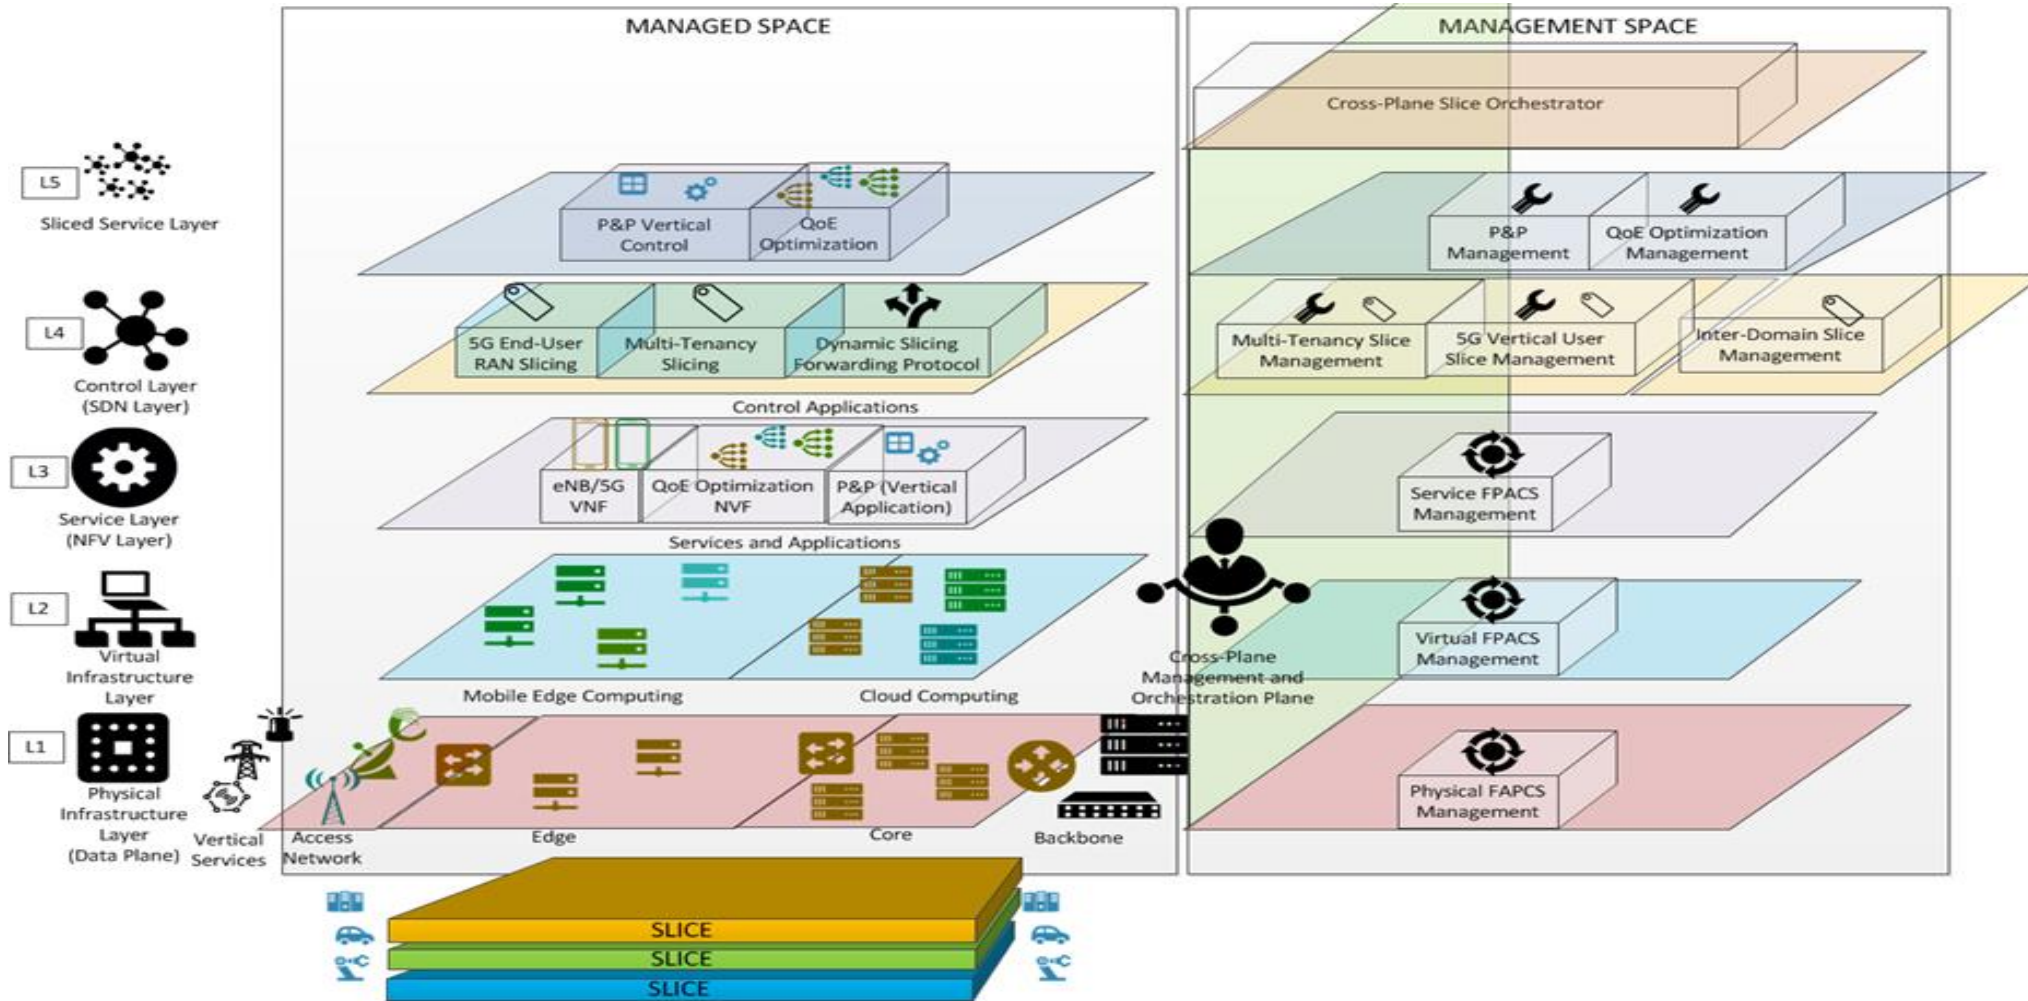 MANAGED SPACE
MANAGEMENT SPACE
Cross-Plane Slice Orchestrator
L5
Sliced Service Layer
P&P Vertical
Control
QoE
Optimization
P&P
Management
QoE Optimization
Management
L4
Control Layer
(SDN Layer)
5G End-User
RAN Slicing
Multi-Tenancy
Slicing
Dynamic Slicing
Forwarding Protocol
Control Applications
Multi-Tenancy Slice
Management
5G Vertical User
Slice Management
Inter-Domain Slice
Management
L3
Service Layer
(NFV Layer)
eNB/5G
VNF
QoE Optimization
NVF
P&P (Vertical
Application)
Services and Applications
Service FPACS
Management
L2
Virtual
Infrastructure
Layer
Mobile Edge Computing
Cloud Computing
Cross-Plane
Management and
Orchestration Plane
Virtual FPACS
Management
L1
Physical
Infrastructure
Layer
(Data Plane)
Vertical
Services
Access
Network
Edge
Core
Backbone
Physical FAPCS
Management
SLICE
SLICE
SLICE